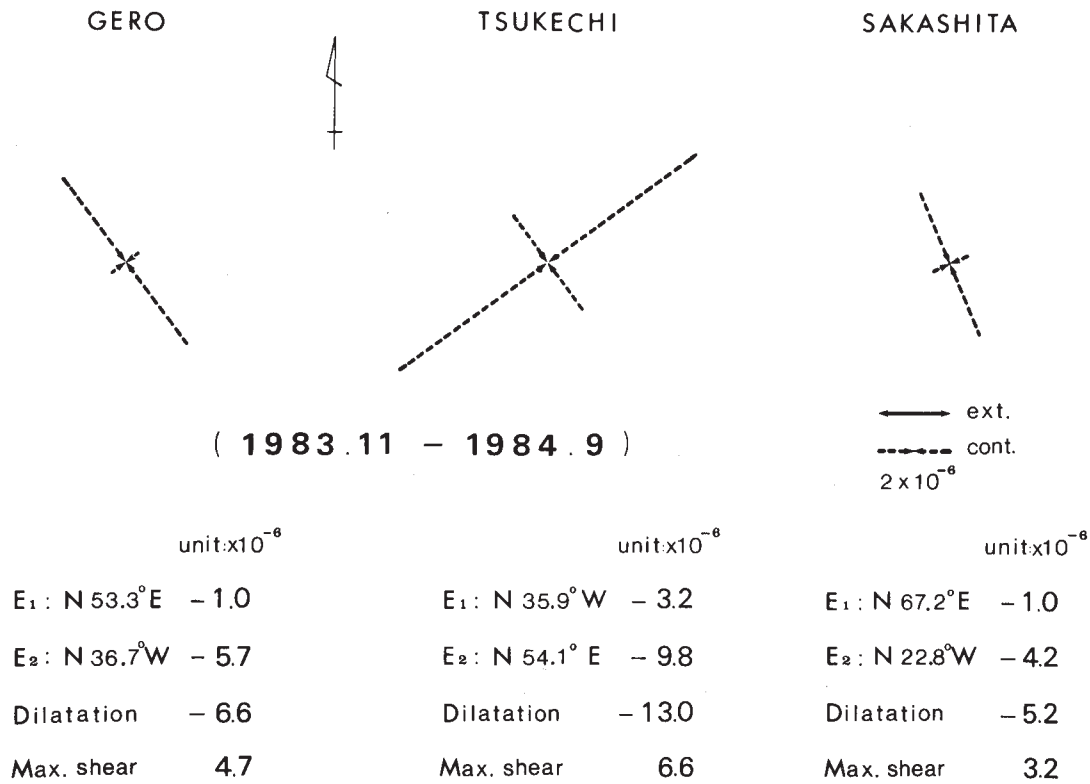 GERO TSUKECHI SAKASHITA
ext.
cont.
2 x 10⁻⁶
( 1983.11 – 1984.9 )
unit:x10⁻⁶ unit:x10⁻⁶ unit:x10⁻⁶
E₁: N 53.3°E – 1.0 E₁: N 35.9°W – 3.2 E₁: N 67.2°E – 1.0
E₂: N 36.7°W – 5.7 E₂: N 54.1°E – 9.8 E₂: N 22.8°W – 4.2
Dilatation – 6.6 Dilatation – 13.0 Dilatation – 5.2
Max. shear 4.7 Max. shear 6.6 Max. shear 3.2